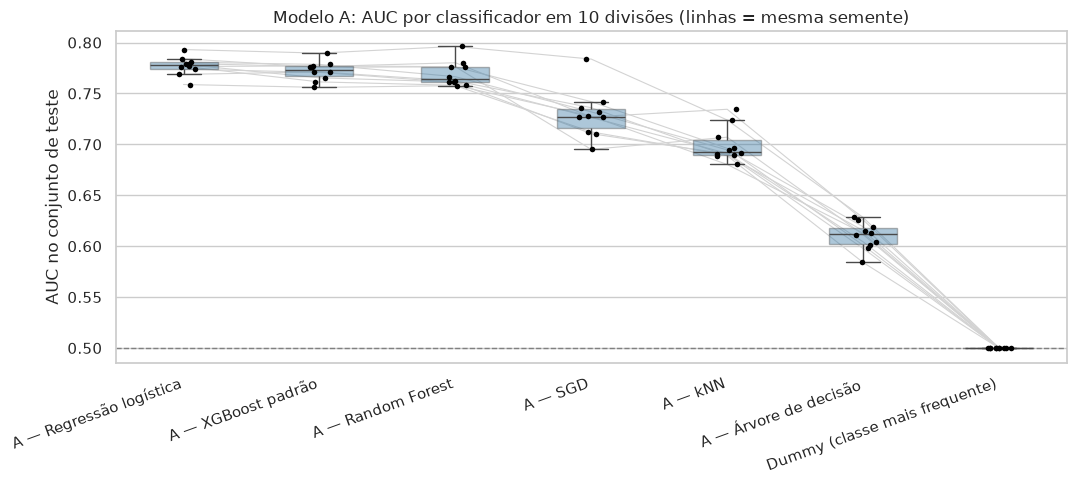 Modelo A: AUC por classificador em 10 divisões (linhas = mesma semente)
AUC no conjunto de teste
0.80
0.75
0.70
0.65
0.60
0.55
0.50
A — Regressão logística
A — XGBoost padrão
A — Random Forest
A — SGD
A — kNN
A — Árvore de decisão
Dummy (classe mais frequente)